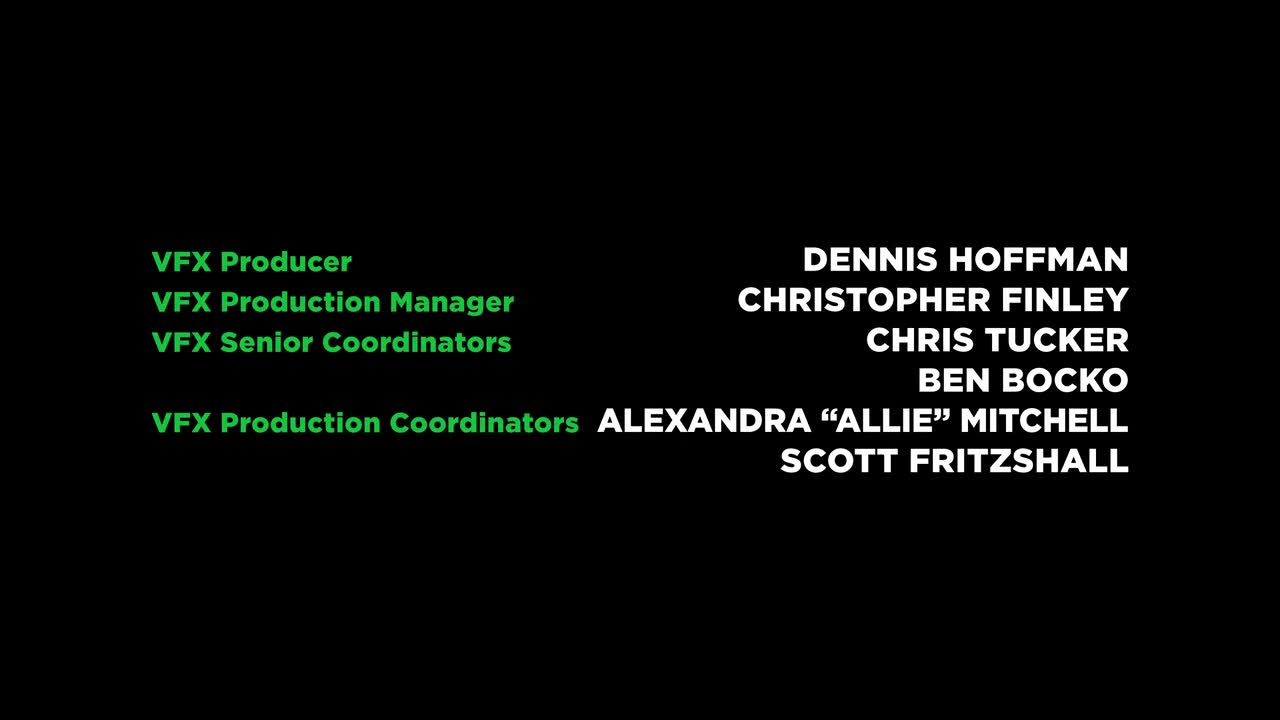 VFX Producer DENNIS HOFFMAN
VFX Production Manager CHRISTOPHER FINLEY
VFX Senior Coordinators CHRIS TUCKER
BEN BOCKO
VFX Production Coordinators ALEXANDRA “ALLIE” MITCHELL
SCOTT FRITZSHALL